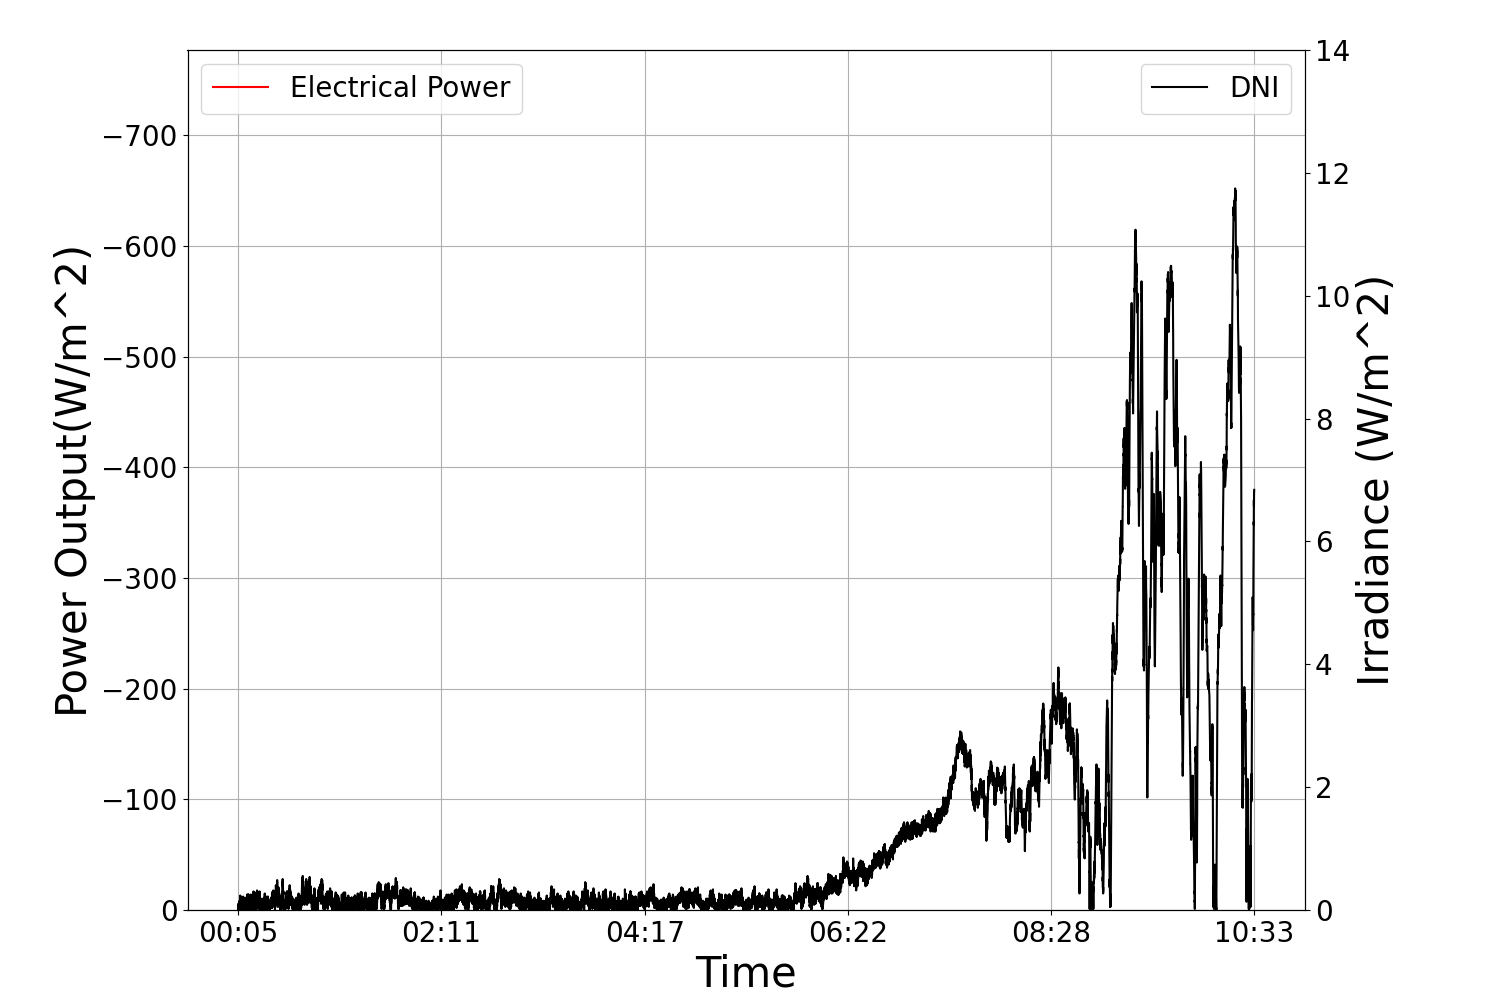 Electrical Power
DNI
Power Output(W/m^2)
−700
−600
−500
−400
−300
−200
−100
0
14
12
10
8
6
4
2
0
Irradiance (W/m^2)
00:05 02:11 04:17 06:22 08:28 10:33
Time